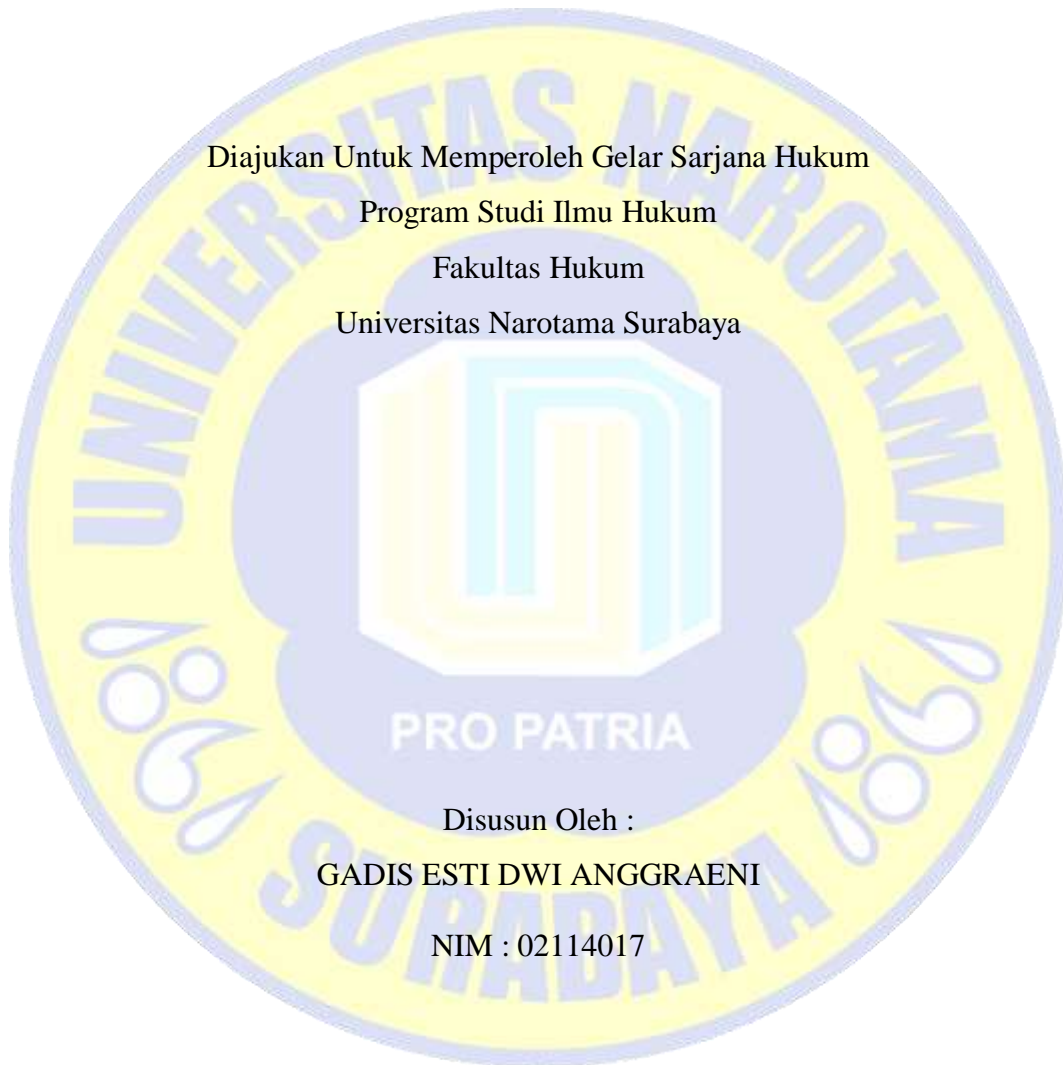 UNIVERSITAS NAROTAMA
Diajukan Untuk Memperoleh Gelar Sarjana Hukum
Program Studi Ilmu Hukum
Fakultas Hukum
Universitas Narotama Surabaya
PRO PATRIA
Disusun Oleh :
GADIS ESTI DWI ANGGRAENI
NIM : 02114017
SURABAYA